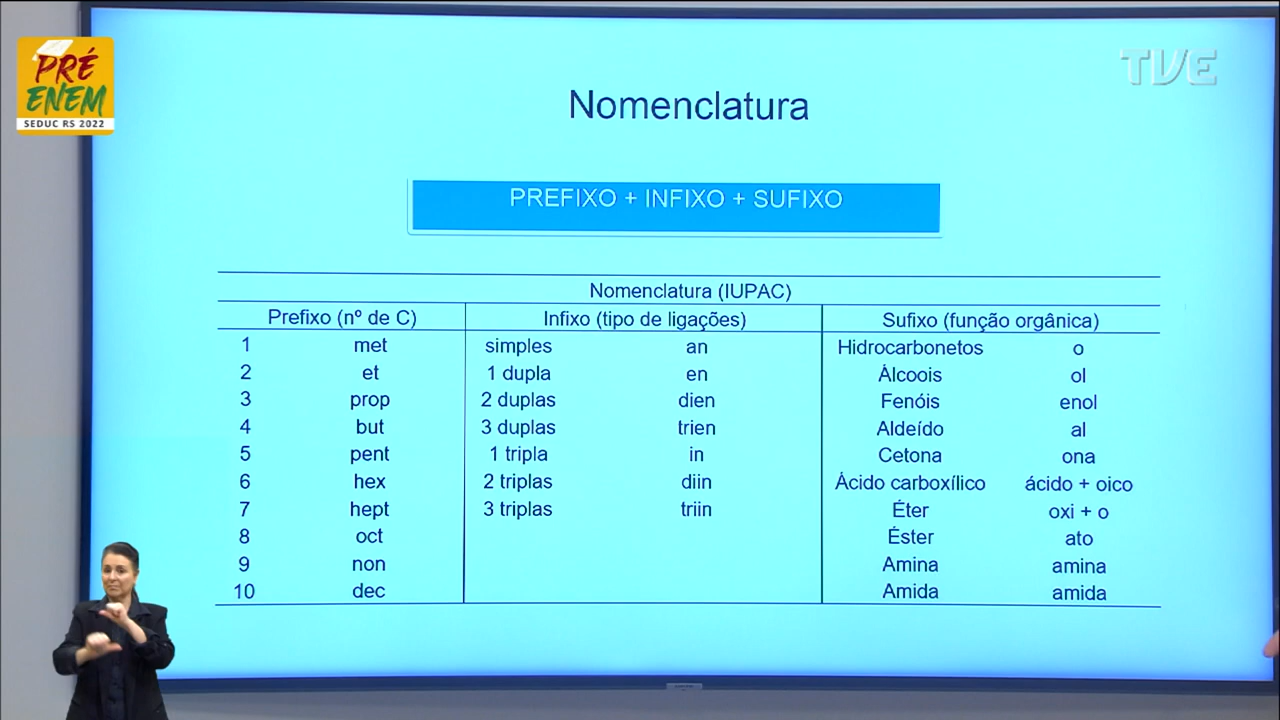 PRÉ
ENEM
SEDUC RS 2022
TVE
Nomenclatura
PREFIXO + INFIXO + SUFIXO
Nomenclatura (IUPAC)
Prefixo (nº de C) Infixo (tipo de ligações) Sufixo (função orgânica)
1 met simples an Hidrocarbonetos o
2 et 1 dupla en Álcoois ol
3 prop 2 duplas dien Fenóis enol
4 but 3 duplas trien Aldeído al
5 pent 1 tripla in Cetona ona
6 hex 2 triplas diin Ácido carboxílico ácido + oico
7 hept 3 triplas triin Éter oxi + o
8 oct Éster ato
9 non Amina amina
10 dec Amida amida